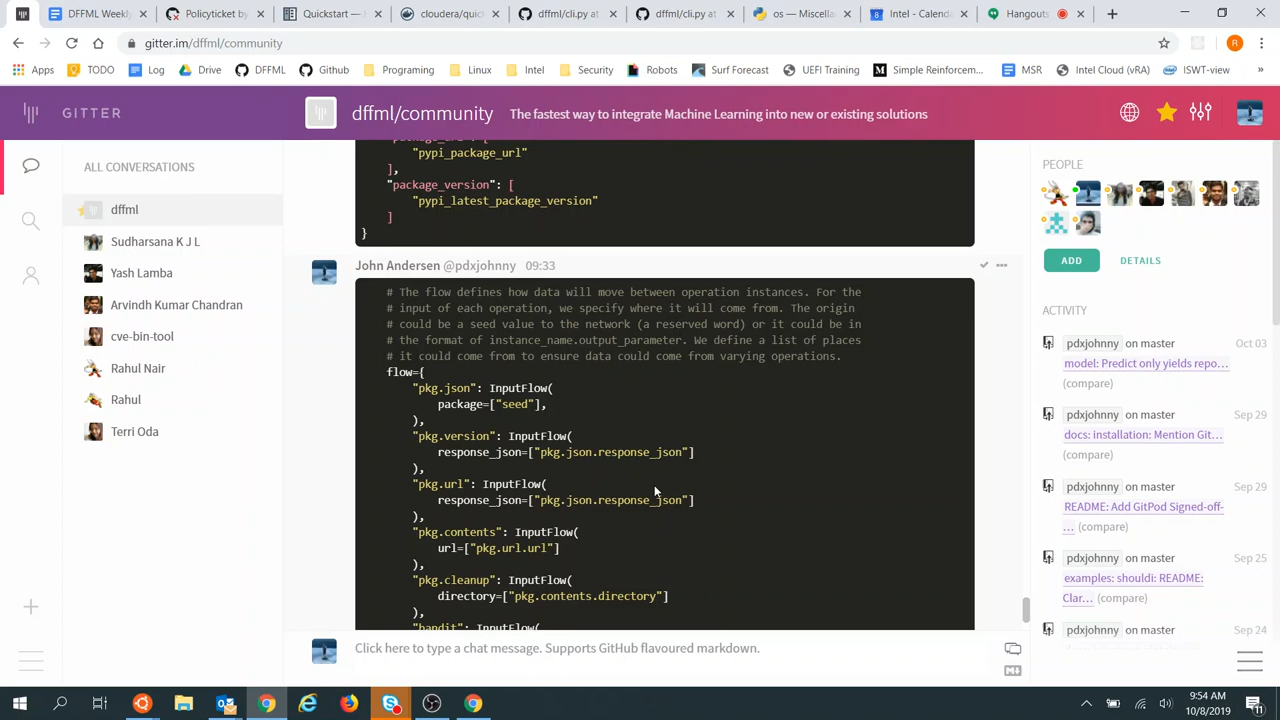 DFFML Weekly
Policyticket by
Quickstart — k
cloudera/quic
dffml/cli.py at
dffml/cli.py at
os — Miscella
Intel - Calenda
Hangouts
gitter.im/dffml/community
Apps
TODO
Log
Drive
DFFML
Github
Programing
Linux
Intel
Security
Robots
Surf Forecast
UEFI Training
Simple Reinforcem...
MSR
Intel Cloud (vRA)
ISWT-view
»
GITTER
dffml/community
The fastest way to integrate Machine Learning into new or existing solutions
ALL CONVERSATIONS
dffml
Sudharsana K J L
Yash Lamba
Arvindh Kumar Chandran
cve-bin-tool
Rahul Nair
Rahul
Terri Oda
"pypi_package_url"
],
"package_version": [
"pypi_latest_package_version"
]
}
John Andersen @pdxjohnny 09:33
# The flow defines how data will move between operation instances. For the
# input of each operation, we specify where it will come from. The origin
# could be a seed value to the network (a reserved word) or it could be in
# the format of instance_name.output_parameter. We define a list of places
# it could come from to ensure data could come from varying operations.
flow={
"pkg.json": InputFlow(
package=["seed"],
),
"pkg.version": InputFlow(
response_json=["pkg.json.response_json"]
),
"pkg.url": InputFlow(
response_json=["pkg.json.response_json"]
),
"pkg.contents": InputFlow(
url=["pkg.url.url"]
),
"pkg.cleanup": InputFlow(
directory=["pkg.contents.directory"]
),
"bandit": InputFlow(
Click here to type a chat message. Supports GitHub flavoured markdown.
PEOPLE
ADD
DETAILS
ACTIVITY
pdxjohnny on master Oct 03
model: Predict only yields repo...
(compare)
pdxjohnny on master Sep 29
docs: installation: Mention Git...
(compare)
pdxjohnny on master Sep 29
README: Add GitPod Signed-off-
... (compare)
pdxjohnny on master Sep 25
examples: shouldi: README:
Clar... (compare)
pdxjohnny on master Sep 24
9:54 AM
10/8/2019